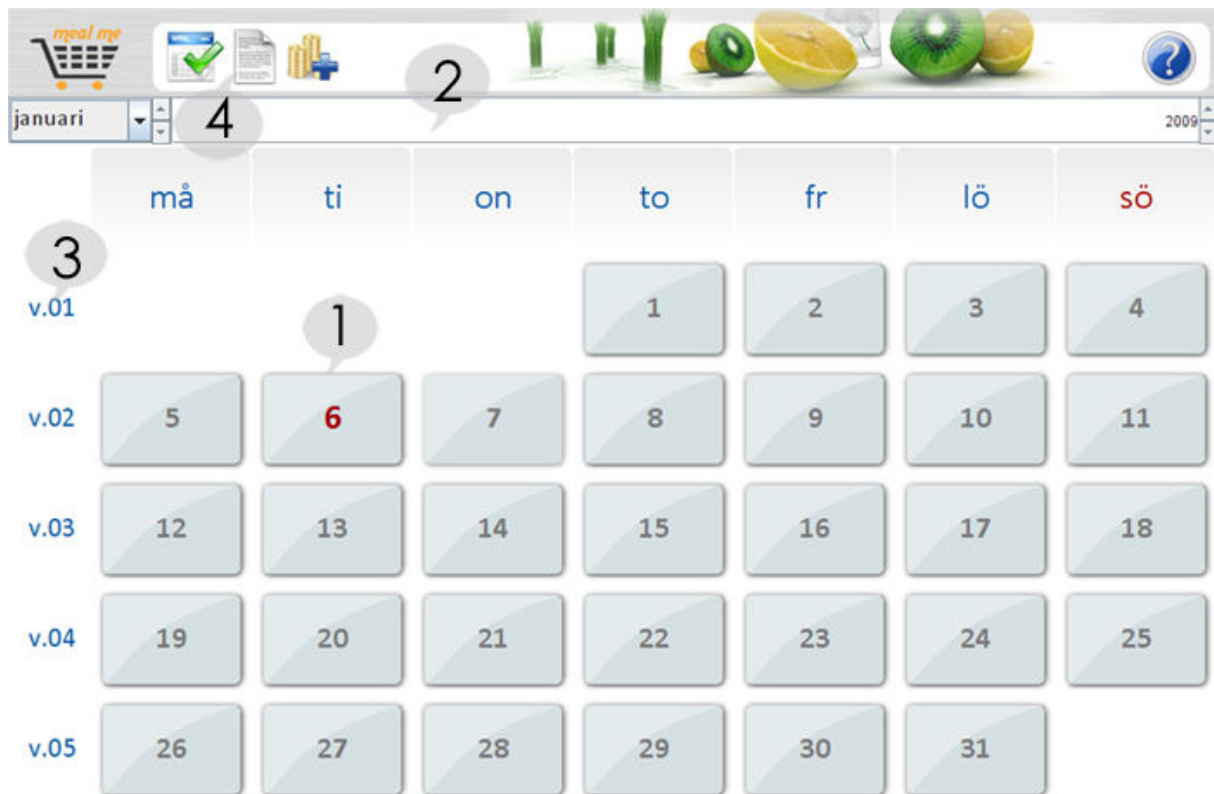 meal me
?
2
januari
4
2009
må ti on to fr lö sö
3
v.01 1 2 3 4
1
v.02 5 6 7 8 9 10 11
v.03 12 13 14 15 16 17 18
v.04 19 20 21 22 23 24 25
v.05 26 27 28 29 30 31